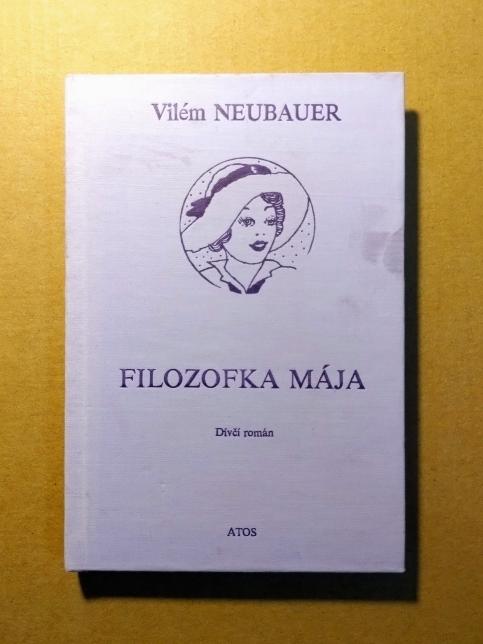 Vilém NEUBAUER
FILOZOFKA MÁJA
Dívčí román
ATOS